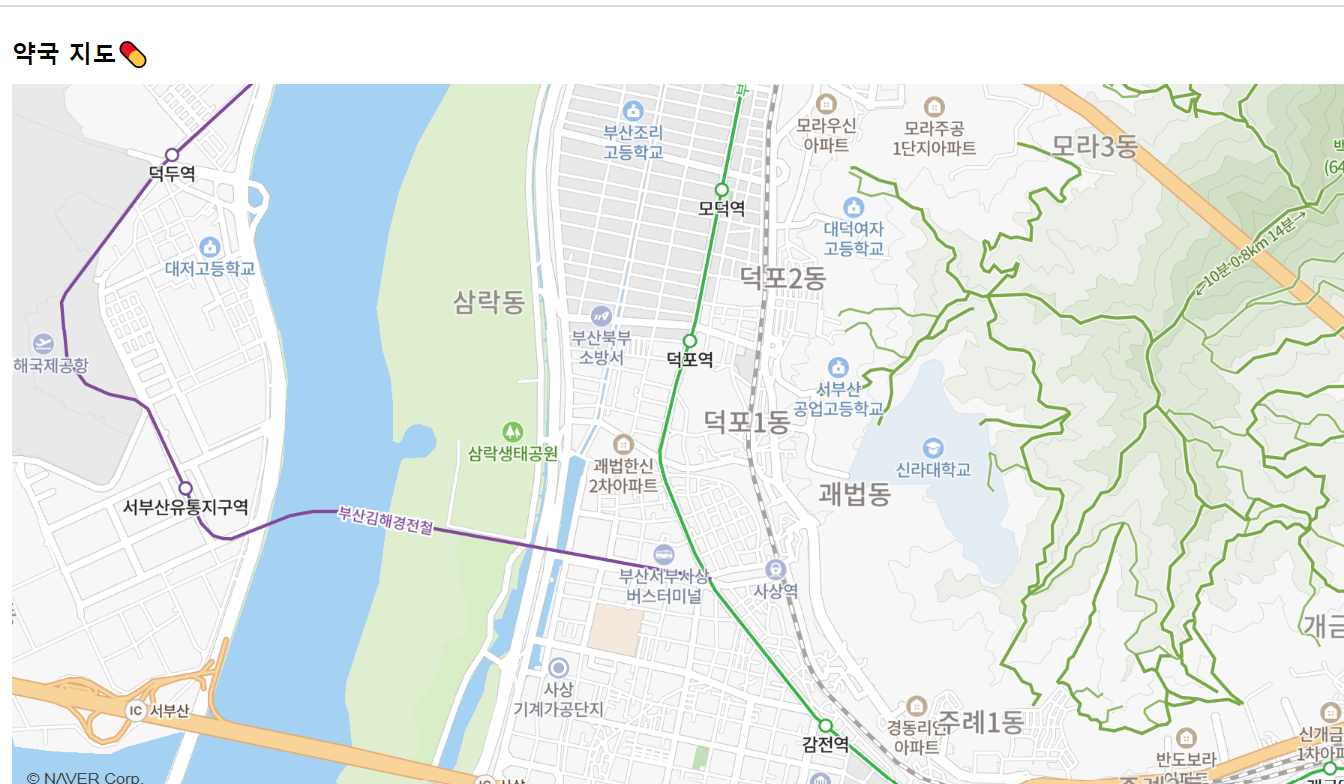 약국 지도
덕두역
대저고등학교
해국제공항
서부산유통지구역
부산김해경전철
IC 서부산
© NAVER Corp.
삼락동
삼락생태공원
부산조리
고등학교
모덕역
부산북부
소방서
덕포역
괘법한신
2차아파트
부산서부사상
버스터미널
사상역
사상
기계가공단지
감전역
IC 사상
모라우신
아파트
모라주공
1단지아파트
모라3동
대덕여자
고등학교
덕포2동
서부산
공업고등학교
덕포1동
괘법동
신라대학교
←10분 0.8km 14분→
백
(64
개금
경동리인
아파트
주례1동
반도보라
신개금
1차아파